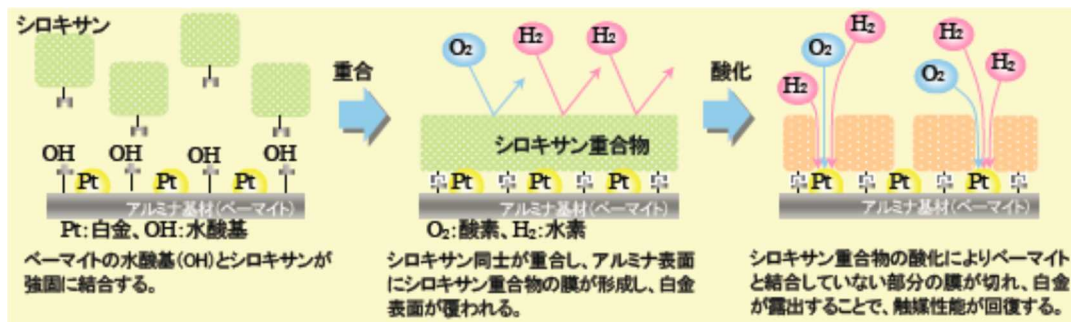 シロキサン
OH OH OH OH
Pt Pt Pt
アルミナ基材(ベーマイト)
Pt:白金、OH:水酸基
ベーマイトの水酸基(OH)とシロキサンが
強固に結合する。
重合
O₂ H₂ H₂
シロキサン重合物
Pt Pt Pt
アルミナ基材(ベーマイト)
O₂:酸素、H₂:水素
シロキサン同士が重合し、アルミナ表面
にシロキサン重合物の膜が形成し、白金
表面が覆われる。
酸化
H₂ O₂ H₂
H₂ O₂ H₂
Pt Pt Pt
アルミナ基材(ベーマイト)
シロキサン重合物の酸化によりベーマイト
と結合していない部分の膜が切れ、白金
が露出することで、触媒性能が回復する。